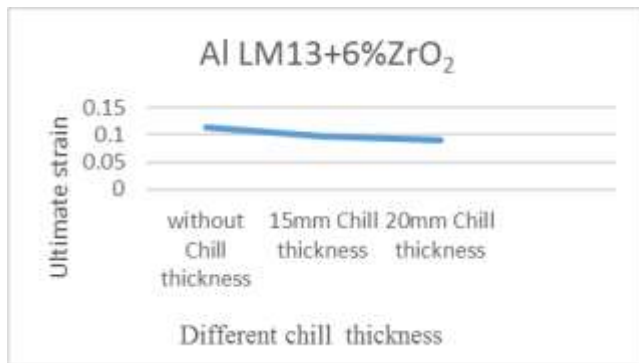 Al LM13+6%ZrO₂
Ultimate strain
0.15
0.1
0.05
0
without
Chill
thickness
15mm Chill
thickness
20mm Chill
thickness
Different chill thickness